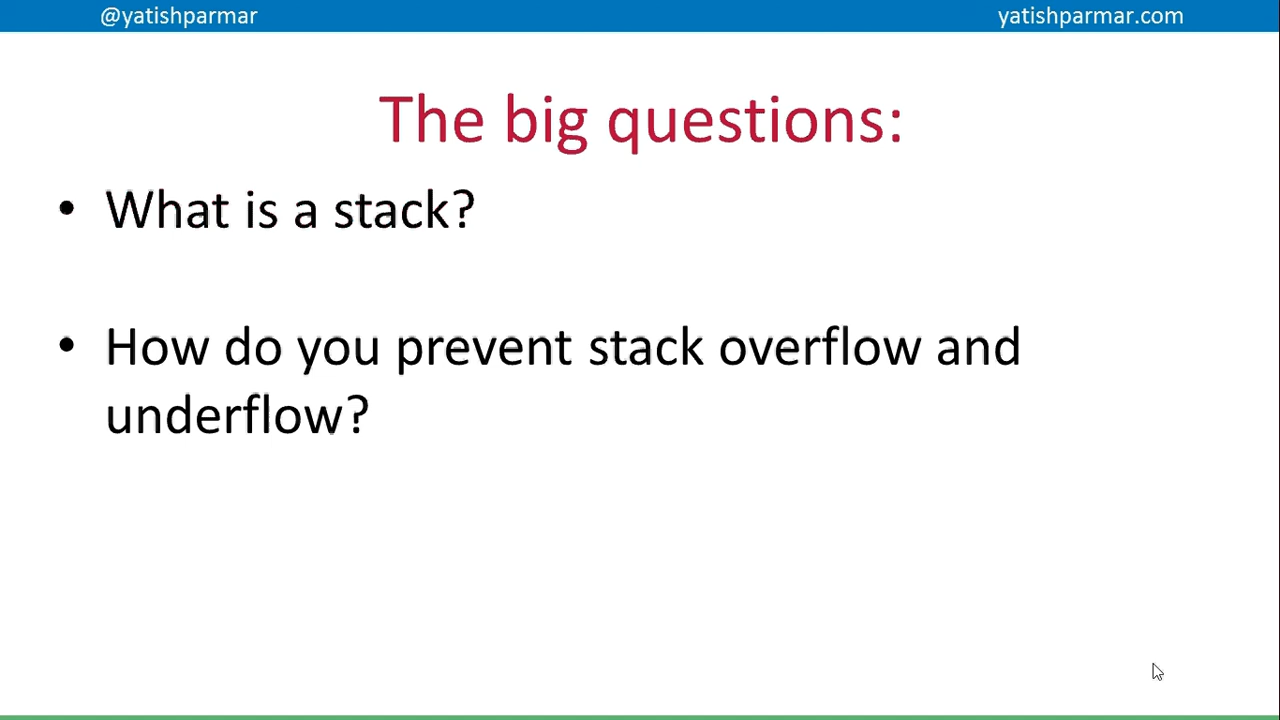 @yatishparmar
yatishparmar.com
The big questions:
• What is a stack?
• How do you prevent stack overflow and
underflow?